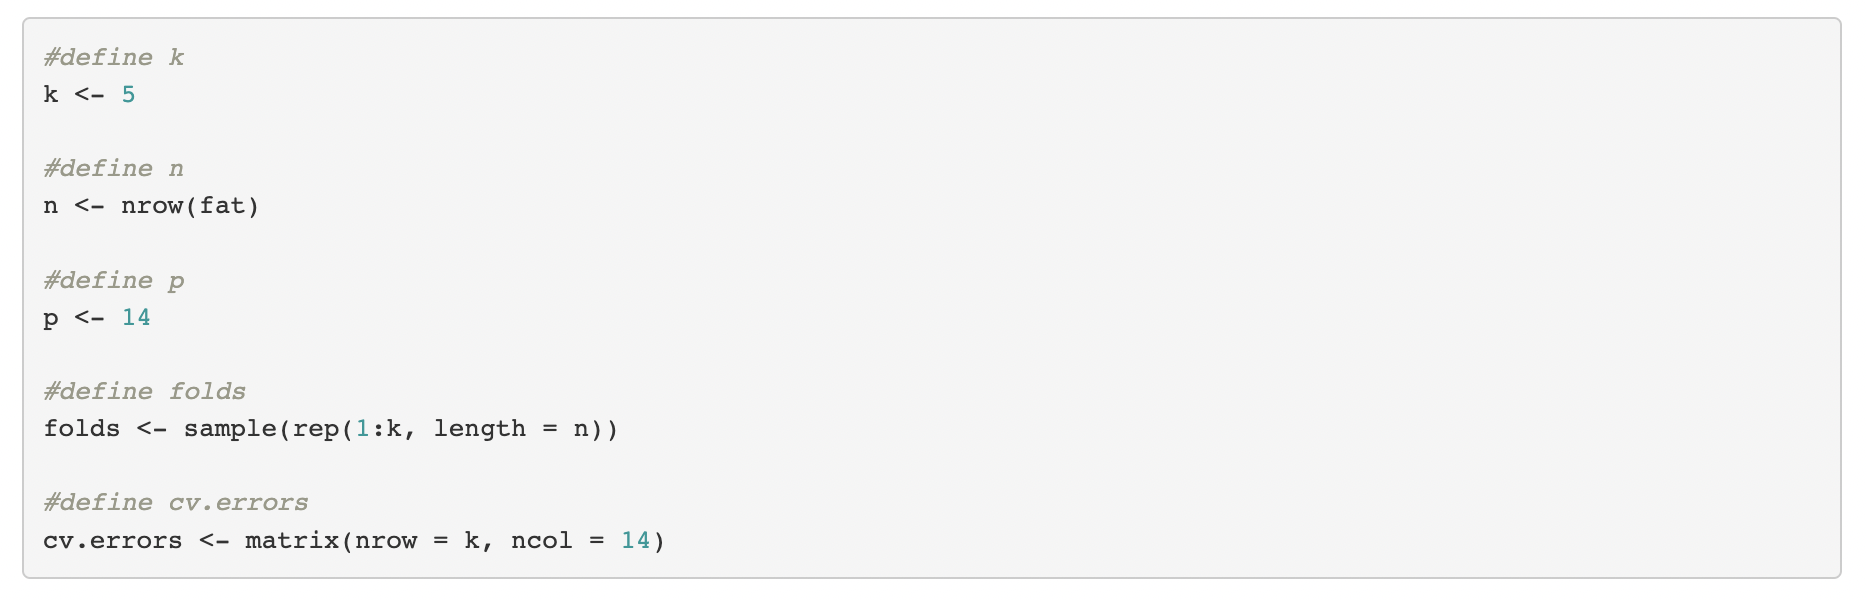 #define k
k <- 5
#define n
n <- nrow(fat)
#define p
p <- 14
#define folds
folds <- sample(rep(1:k, length = n))
#define cv.errors
cv.errors <- matrix(nrow = k, ncol = 14)